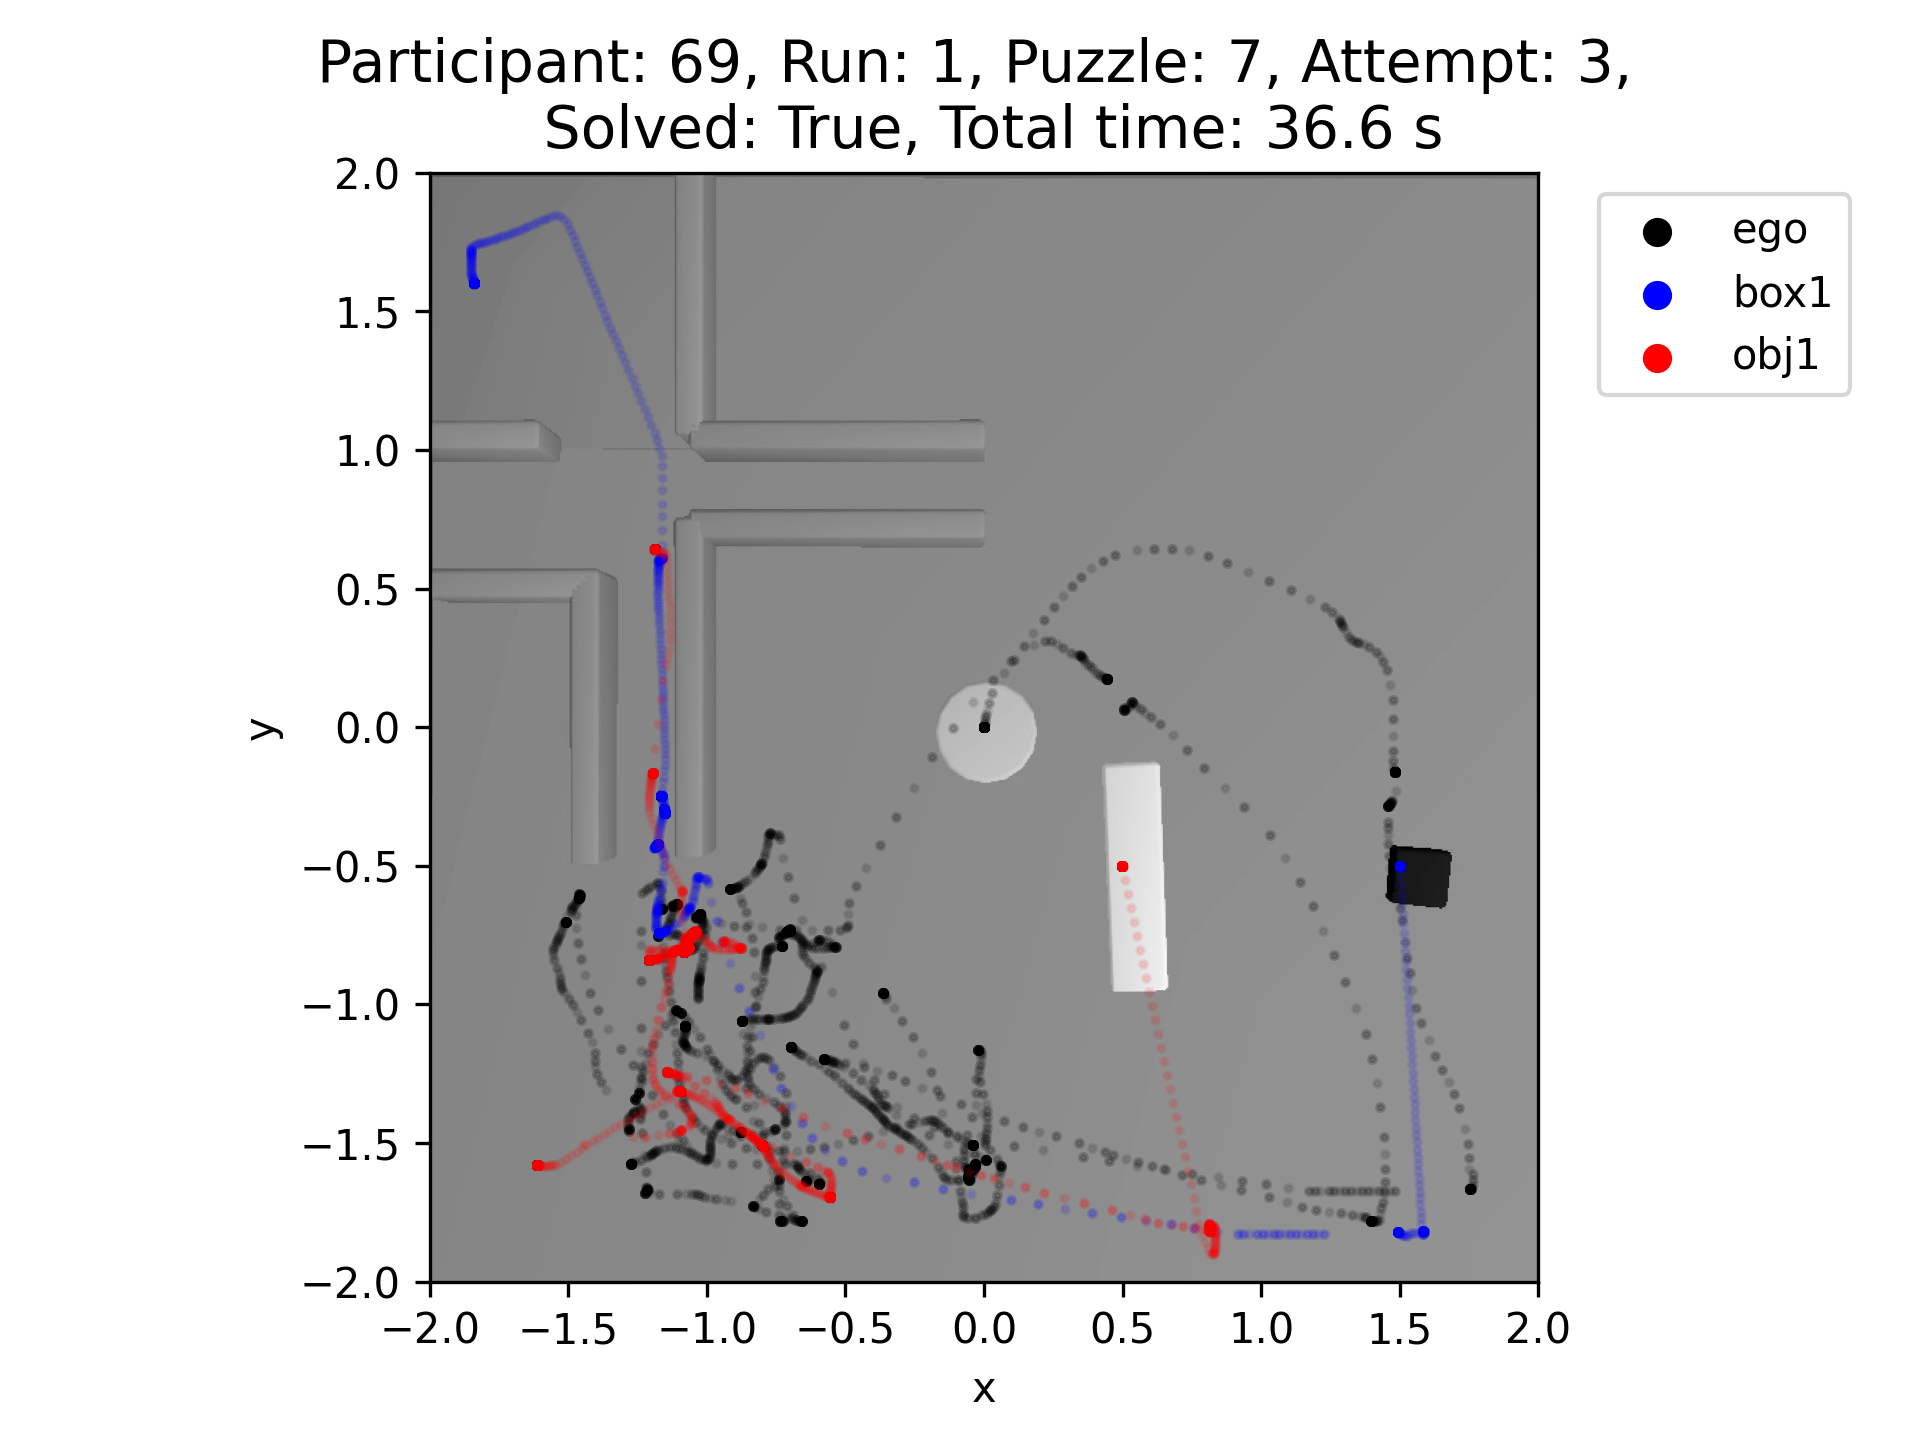 Participant: 69, Run: 1, Puzzle: 7, Attempt: 3,
Solved: True, Total time: 36.6 s
ego
box1
obj1
2.0
1.5
1.0
0.5
0.0
−0.5
−1.0
−1.5
−2.0
y
−2.0 −1.5 −1.0 −0.5 0.0 0.5 1.0 1.5 2.0
x